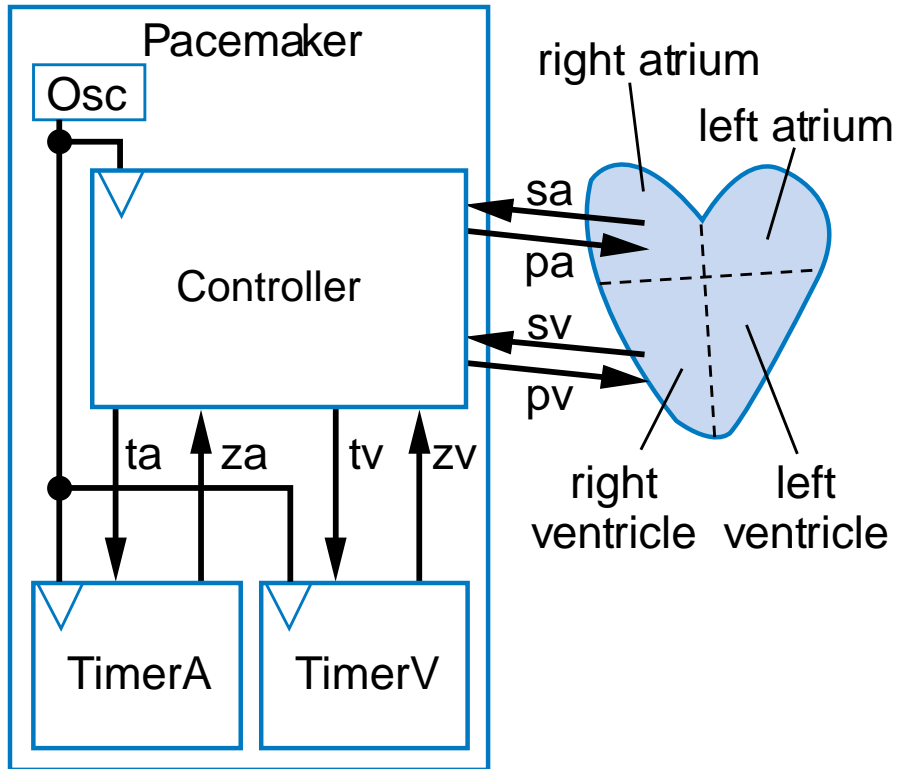 Pacemaker
Osc
right atrium
left atrium
sa
pa
Controller
sv
pv
ta
za
tv
zv
right
ventricle
left
ventricle
TimerA
TimerV